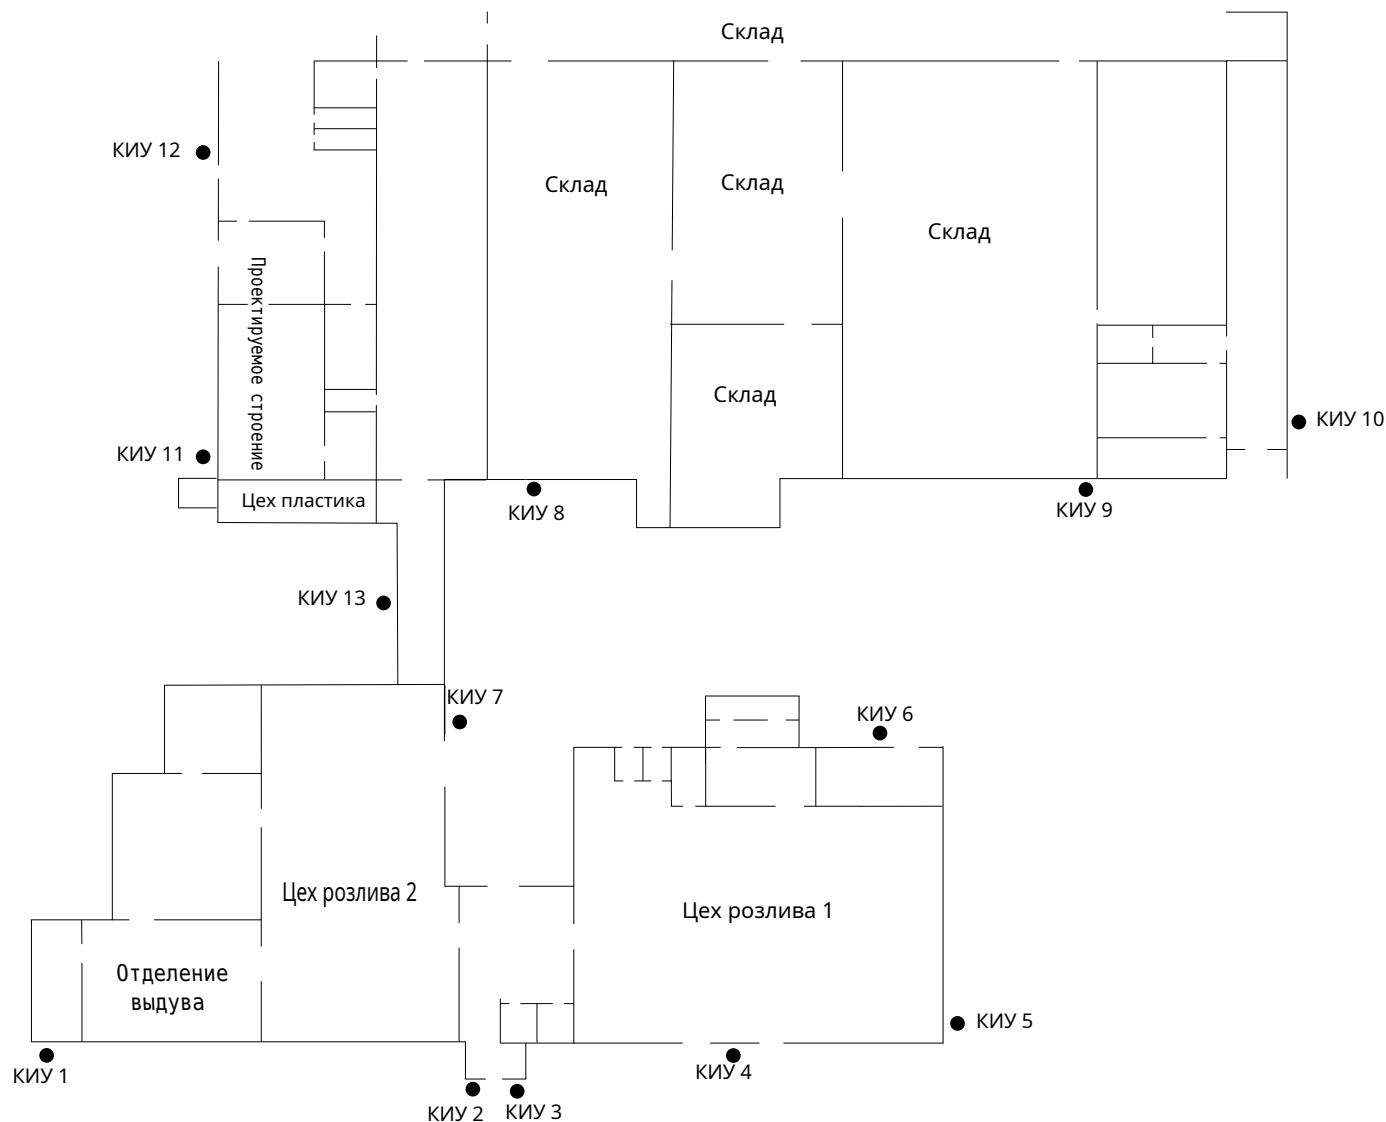 Склад
КИУ 12
Склад
Склад
Склад
Проектируемое строение
Склад
КИУ 10
КИУ 11
Цех пластика
КИУ 8
КИУ 9
КИУ 13
КИУ 7
КИУ 6
Цех розлива 2
Цех розлива 1
Отделение
выдува
КИУ 5
КИУ 1
КИУ 4
КИУ 2
КИУ 3